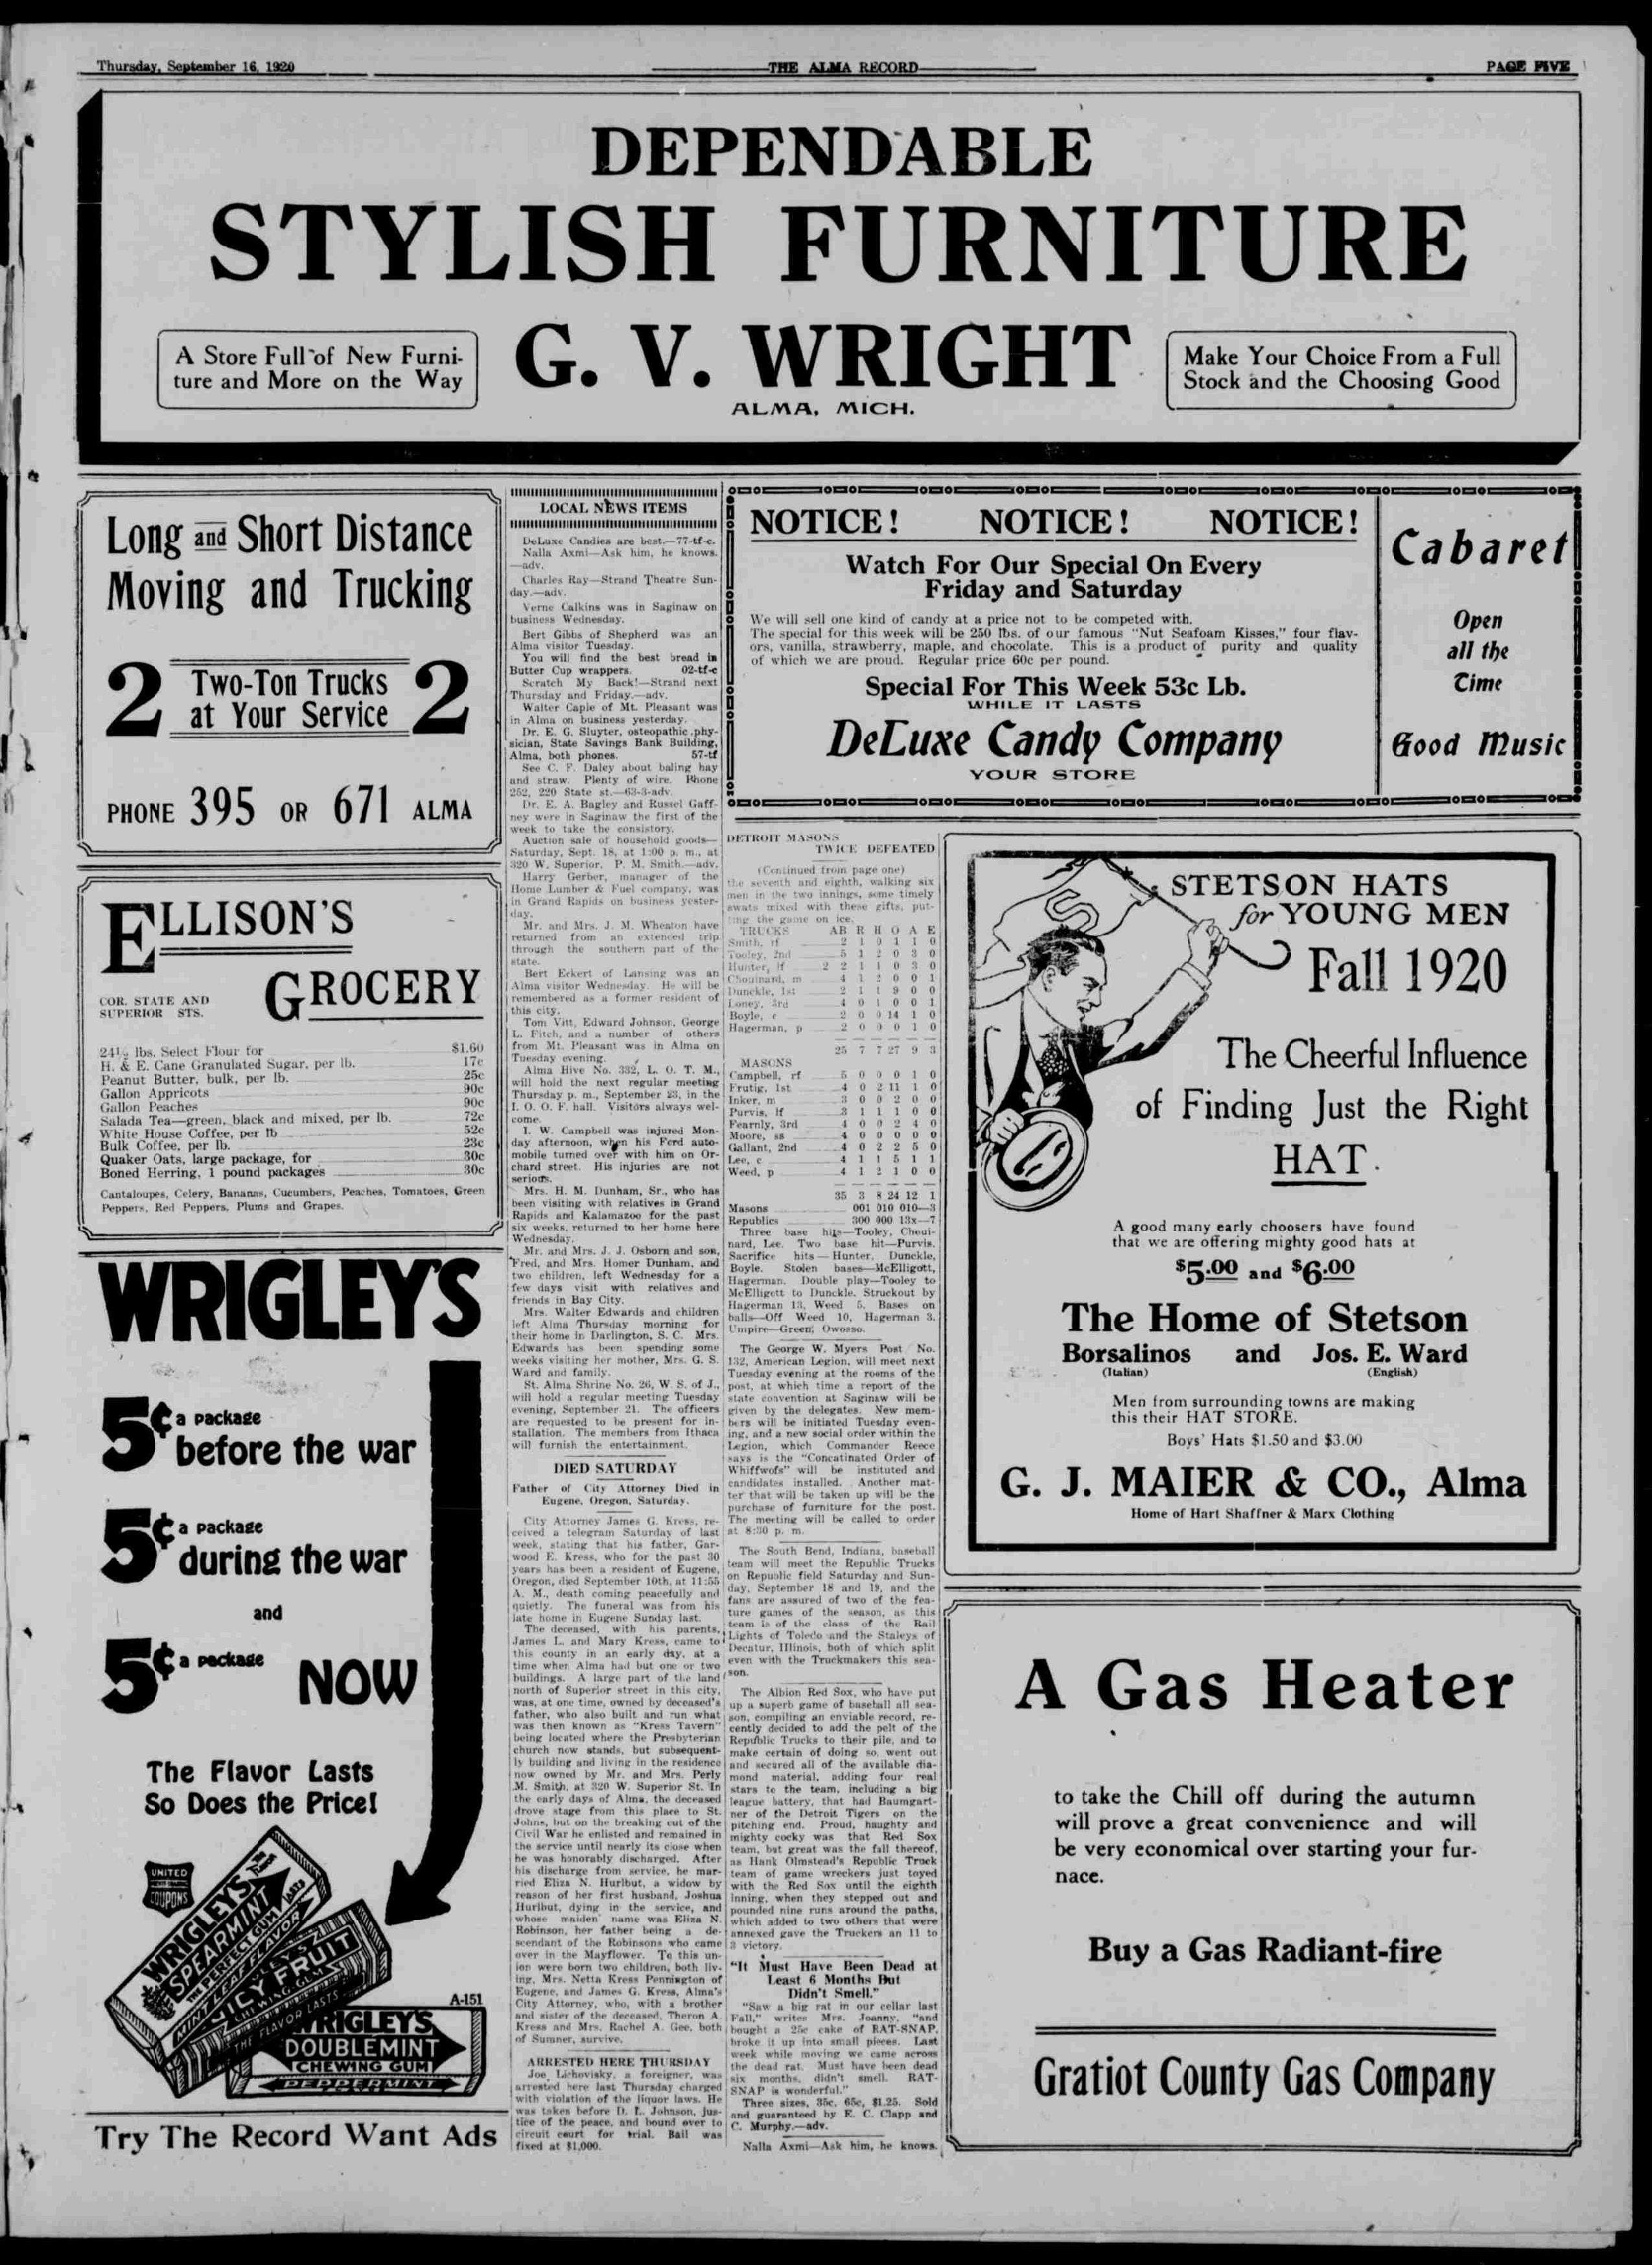 Thursday, September 16, 1920
THE ALMA RECORD
PAGE FIVE
DEPENDABLE
STYLISH FURNITURE
A Store Full of New Furni-
ture and More on the Way
G. V. WRIGHT
ALMA, MICH.
Make Your Choice From a Full
Stock and the Choosing Good
Long and Short Distance
Moving and Trucking
2 Two-Ton Trucks 2
at Your Service
PHONE 395 OR 671 ALMA
ELLISON'S
GROCERY
COR. STATE AND
SUPERIOR STS.
24½ lbs. Select Flour for $1.60
H. & E. Cane Granulated Sugar, per lb. 17c
Peanut Butter, bulk, per lb. 25c
Gallon Appricots 90c
Gallon Peaches 90c
Salada Tea—green, black and mixed, per lb. 72c
White House Coffee, per lb 52c
Bulk Coffee, per lb. 23c
Quaker Oats, large package, for 30c
Boned Herring, 1 pound packages 30c
Cantaloupes, Celery, Bananas, Cucumbers, Peaches, Tomatoes, Green
Peppers, Red Peppers, Plums and Grapes.
WRIGLEY'S
5¢ a package
before the war
5¢ a package
during the war
and
5¢ a package
NOW
The Flavor Lasts
So Does the Price!
UNITED
COUPONS
WRIGLEY'S
SPEARMINT
THE PERFECT GUM
MINT LEAF FLAVOR
JUICY FRUIT
CHEWING GUM
THE FLAVOR LASTS
A-151
WRIGLEY'S
DOUBLEMINT
CHEWING GUM
PEPPERMINT
Try The Record Want Ads
LOCAL NEWS ITEMS
DeLuxe Candies are best.—77-tf-c.
Nalla Axmi—Ask him, he knows.
—adv.
Charles Ray—Strand Theatre Sun-
day.—adv.
Verne Calkins was in Saginaw on
business Wednesday.
Bert Gibbs of Shepherd was an
Alma visitor Tuesday.
You will find the best bread in
Butter Cup wrappers. 02-tf-c
Scratch My Back!—Strand next
Thursday and Friday.—adv.
Walter Caple of Mt. Pleasant was
in Alma on business yesterday.
Dr. E. G. Sluyter, osteopathic phy-
sician, State Savings Bank Building,
Alma, both phones. 57-tf
See C. F. Daley about baling hay
and straw. Plenty of wire. Phone
252, 220 State st.—63-3-adv.
Dr. E. A. Bagley and Russel Gaff-
ney were in Saginaw the first of the
week to take the consistory.
Auction sale of household goods—
Saturday, Sept. 18, at 1:00 p. m., at
320 W. Superior. P. M. Smith.—adv.
Harry Gerber, manager of the
Home Lumber & Fuel company, was
in Grand Rapids on business yester-
day.
Mr. and Mrs. J. M. Wheaton have
returned from an extenced trip
through the southern part of the
state.
Bert Eckert of Lansing was an
Alma visitor Wednesday. He will be
remembered as a former resident of
this city.
Tom Vitt, Edward Johnson, George
L. Fitch, and a number of others
from Mt. Pleasant was in Alma on
Tuesday evening.
Alma Hive No. 332, L. O. T. M.,
will hold the next regular meeting
Thursday p. m., September 23, in the
I. O. O. F. hall. Visitors always wel-
come.
I. W. Campbell was injured Mon-
day afternoon, when his Ford auto-
mobile turned over with him on Or-
chard street. His injuries are not
serious.
Mrs. H. M. Dunham, Sr., who has
been visiting with relatives in Grand
Rapids and Kalamazoo for the past
six weeks, returned to her home here
Wednesday.
Mr. and Mrs. J. J. Osborn and son,
Fred, and Mrs. Homer Dunham, and
two children, left Wednesday for a
few days visit with relatives and
friends in Bay City.
Mrs. Walter Edwards and children
left Alma Thursday morning for
their home in Darlington, S. C. Mrs.
Edwards has been spending some
weeks visiting her mother, Mrs. G. S.
Ward and family.
St. Alma Shrine No. 26, W. S. of J.,
will hold a regular meeting Tuesday
evening, September 21. The officers
are requested to be present for in-
stallation. The members from Ithaca
will furnish the entertainment.
DIED SATURDAY
Father of City Attorney Died in
Eugene, Oregon, Saturday.
City Attorney James G. Kress, re-
ceived a telegram Saturday of last
week, stating that his father, Gar-
wood E. Kress, who for the past 30
years has been a resident of Eugene,
Oregon, died September 10th, at 11:55
A. M., death coming peacefully and
quietly. The funeral was from his
late home in Eugene Sunday last.
The deceased, with his parents,
James L. and Mary Kress, came to
this county in an early day, at a
time when Alma had but one or two
buildings. A large part of the land
north of Superior street in this city,
was, at one time, owned by deceased's
father, who also built and run what
was then known as "Kress Tavern"
being located where the Presbyterian
church now stands, but subsequent-
ly building and living in the residence
now owned by Mr. and Mrs. Perly
M. Smith, at 320 W. Superior St. In
the early days of Alma, the deceased
drove stage from this place to St.
Johns, but on the breaking out of the
Civil War he enlisted and remained in
the service until nearly its close when
he was honorably discharged. After
his discharge from service, he mar-
ried Eliza N. Hurlbut, a widow by
reason of her first husband, Joshua
Hurlbut, dying in the service, and
whose maiden name was Eliza N.
Robinson, her father being a de-
scendant of the Robinsons who came
over in the Mayflower. To this un-
ion were born two children, both liv-
ing, Mrs. Netta Kress Pennington of
Eugene, and James G. Kress, Alma's
City Attorney, who, with a brother
and sister of the deceased, Theron A.
Kress and Mrs. Rachel A. Gee, both
of Sumner, survive.
ARRESTED HERE THURSDAY
Joe Lichovisky, a foreigner, was
arrested here last Thursday charged
with violation of the liquor laws. He
was taken before D. L. Johnson, jus-
tice of the peace, and bound over to
circuit court for trial. Bail was
fixed at $1,000.
NOTICE! NOTICE! NOTICE!
Watch For Our Special On Every
Friday and Saturday
We will sell one kind of candy at a price not to be competed with.
The special for this week will be 250 lbs. of our famous "Nut Seafoam Kisses," four flav-
ors, vanilla, strawberry, maple, and chocolate. This is a product of purity and quality
of which we are proud. Regular price 60c per pound.
Special For This Week 53c Lb.
WHILE IT LASTS
DeLuxe Candy Company
YOUR STORE
Cabaret
Open
all the
Time
Good Music
DETROIT MASONS
TWICE DEFEATED
(Continued from page one)
the seventh and eighth, walking six
men in the two innings, some timely
swats mixed with these gifts, put-
ting the game on ice.
TRUCKS AB R H O A E
Smith, rf 2 1 0 1 1 0
Tooley, 2nd 5 1 2 0 3 0
Hunter, lf 2 2 1 1 0 3 0
Chouinard, m 4 1 2 0 0 1
Dunckle, 1st 2 1 1 9 0 0
Loney, 3rd 4 0 1 0 0 1
Boyle, c 2 0 0 14 1 0
Hagerman, p 2 0 0 0 1 0
25 7 7 27 9 3
MASONS
Campbell, rf 5 0 0 0 1 0
Frutig, 1st 4 0 2 11 1 0
Inker, m 3 0 0 2 0 0
Purvis, lf 3 1 1 1 0 0
Fearnly, 3rd 4 0 0 2 4 0
Moore, ss 4 0 0 0 0 0
Gallant, 2nd 4 0 2 2 5 0
Lee, c 4 1 1 5 1 1
Weed, p 4 1 2 1 0 0
35 3 8 24 12 1
Masons 001 010 010—3
Republics 300 000 13x—7
Three base hits—Tooley, Choui-
nard, Lee. Two base hit—Purvis.
Sacrifice hits—Hunter, Dunckle,
Boyle. Stolen bases—McElligott,
Hagerman. Double play—Tooley to
McElligott to Dunckle. Struckout by
Hagerman 13, Weed 5. Bases on
balls—Off Weed 10, Hagerman 3.
Umpire—Green, Owosso.
The George W. Myers Post No.
132, American Legion, will meet next
Tuesday evening at the rooms of the
post, at which time a report of the
state convention at Saginaw will be
given by the delegates. New mem-
bers will be initiated Tuesday even-
ing, and a new social order within the
Legion, which Commander Reece
says is the "Concatinated Order of
Whiffwofs" will be instituted and
candidates installed. Another mat-
ter that will be taken up will be the
purchase of furniture for the post.
The meeting will be called to order
at 8:30 p. m.
The South Bend, Indiana, baseball
team will meet the Republic Trucks
on Republic field Saturday and Sun-
day, September 18 and 19, and the
fans are assured of two of the fea-
ture games of the season, as this
team is of the class of the Rail
Lights of Toledo and the Staleys of
Decatur, Illinois, both of which split
even with the Truckmakers this sea-
son.
The Albion Red Sox, who have put
up a superb game of baseball all sea-
son, compiling an enviable record, re-
cently decided to add the pelt of the
Republic Trucks to their pile, and to
make certain of doing so, went out
and secured all of the available dia-
mond material, adding four real
stars to the team, including a big
league battery, that had Baumgart-
ner of the Detroit Tigers on the
pitching end. Proud, haughty and
mighty cocky was that Red Sox
team, but great was the fall thereof,
as Hank Olmstead's Republic Truck
team of game wreckers just toyed
with the Red Sox until the eighth
inning, when they stepped out and
pounded nine runs around the paths,
which added to two others that were
annexed gave the Truckers an 11 to
3 victory.
"It Must Have Been Dead at
Least 6 Months But
Didn't Smell."
"Saw a big rat in our cellar last
Fall," writes Mrs. Joanny, "and
bought a 25c cake of RAT-SNAP,
broke it up into small pieces. Last
week while moving we came across
the dead rat. Must have been dead
six months, didn't smell. RAT-
SNAP is wonderful."
Three sizes, 35c, 65c, $1.25. Sold
and guaranteed by E. C. Clapp and
C. Murphy.—adv.
Nalla Axmi—Ask him, he knows.
STETSON HATS
for YOUNG MEN
Fall 1920
The Cheerful Influence
of Finding Just the Right
HAT.
A good many early choosers have found
that we are offering mighty good hats at
$5.00 and $6.00
The Home of Stetson
Borsalinos and Jos. E. Ward
(Italian) (English)
Men from surrounding towns are making
this their HAT STORE.
Boys' Hats $1.50 and $3.00
G. J. MAIER & CO., Alma
Home of Hart Shaffner & Marx Clothing
A Gas Heater
to take the Chill off during the autumn
will prove a great convenience and will
be very economical over starting your fur-
nace.
Buy a Gas Radiant-fire
Gratiot County Gas Company